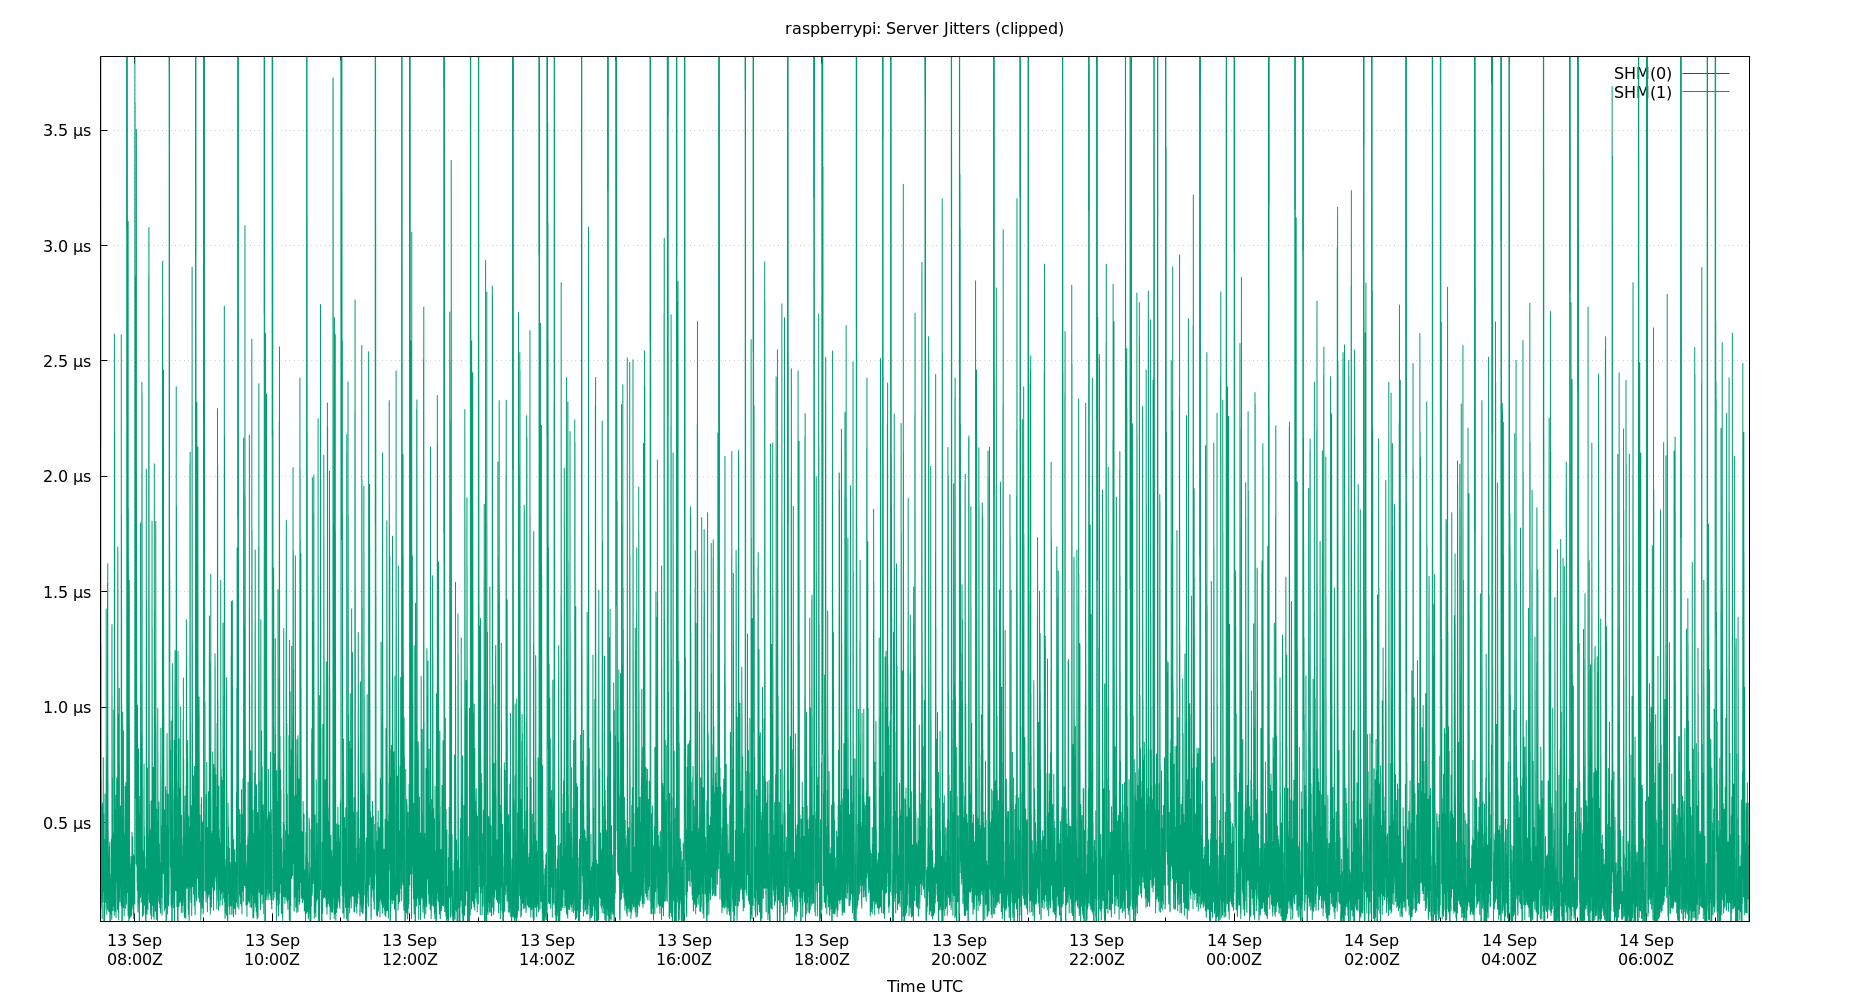 raspberrypi: Server Jitters (clipped)
SHM(0)
SHM(1)
3.5 µs
3.0 µs
2.5 µs
2.0 µs
1.5 µs
1.0 µs
0.5 µs
13 Sep 13 Sep 13 Sep 13 Sep 13 Sep 13 Sep 13 Sep 13 Sep 14 Sep 14 Sep 14 Sep 14 Sep
08:00Z 10:00Z 12:00Z 14:00Z 16:00Z 18:00Z 20:00Z 22:00Z 00:00Z 02:00Z 04:00Z 06:00Z
Time UTC